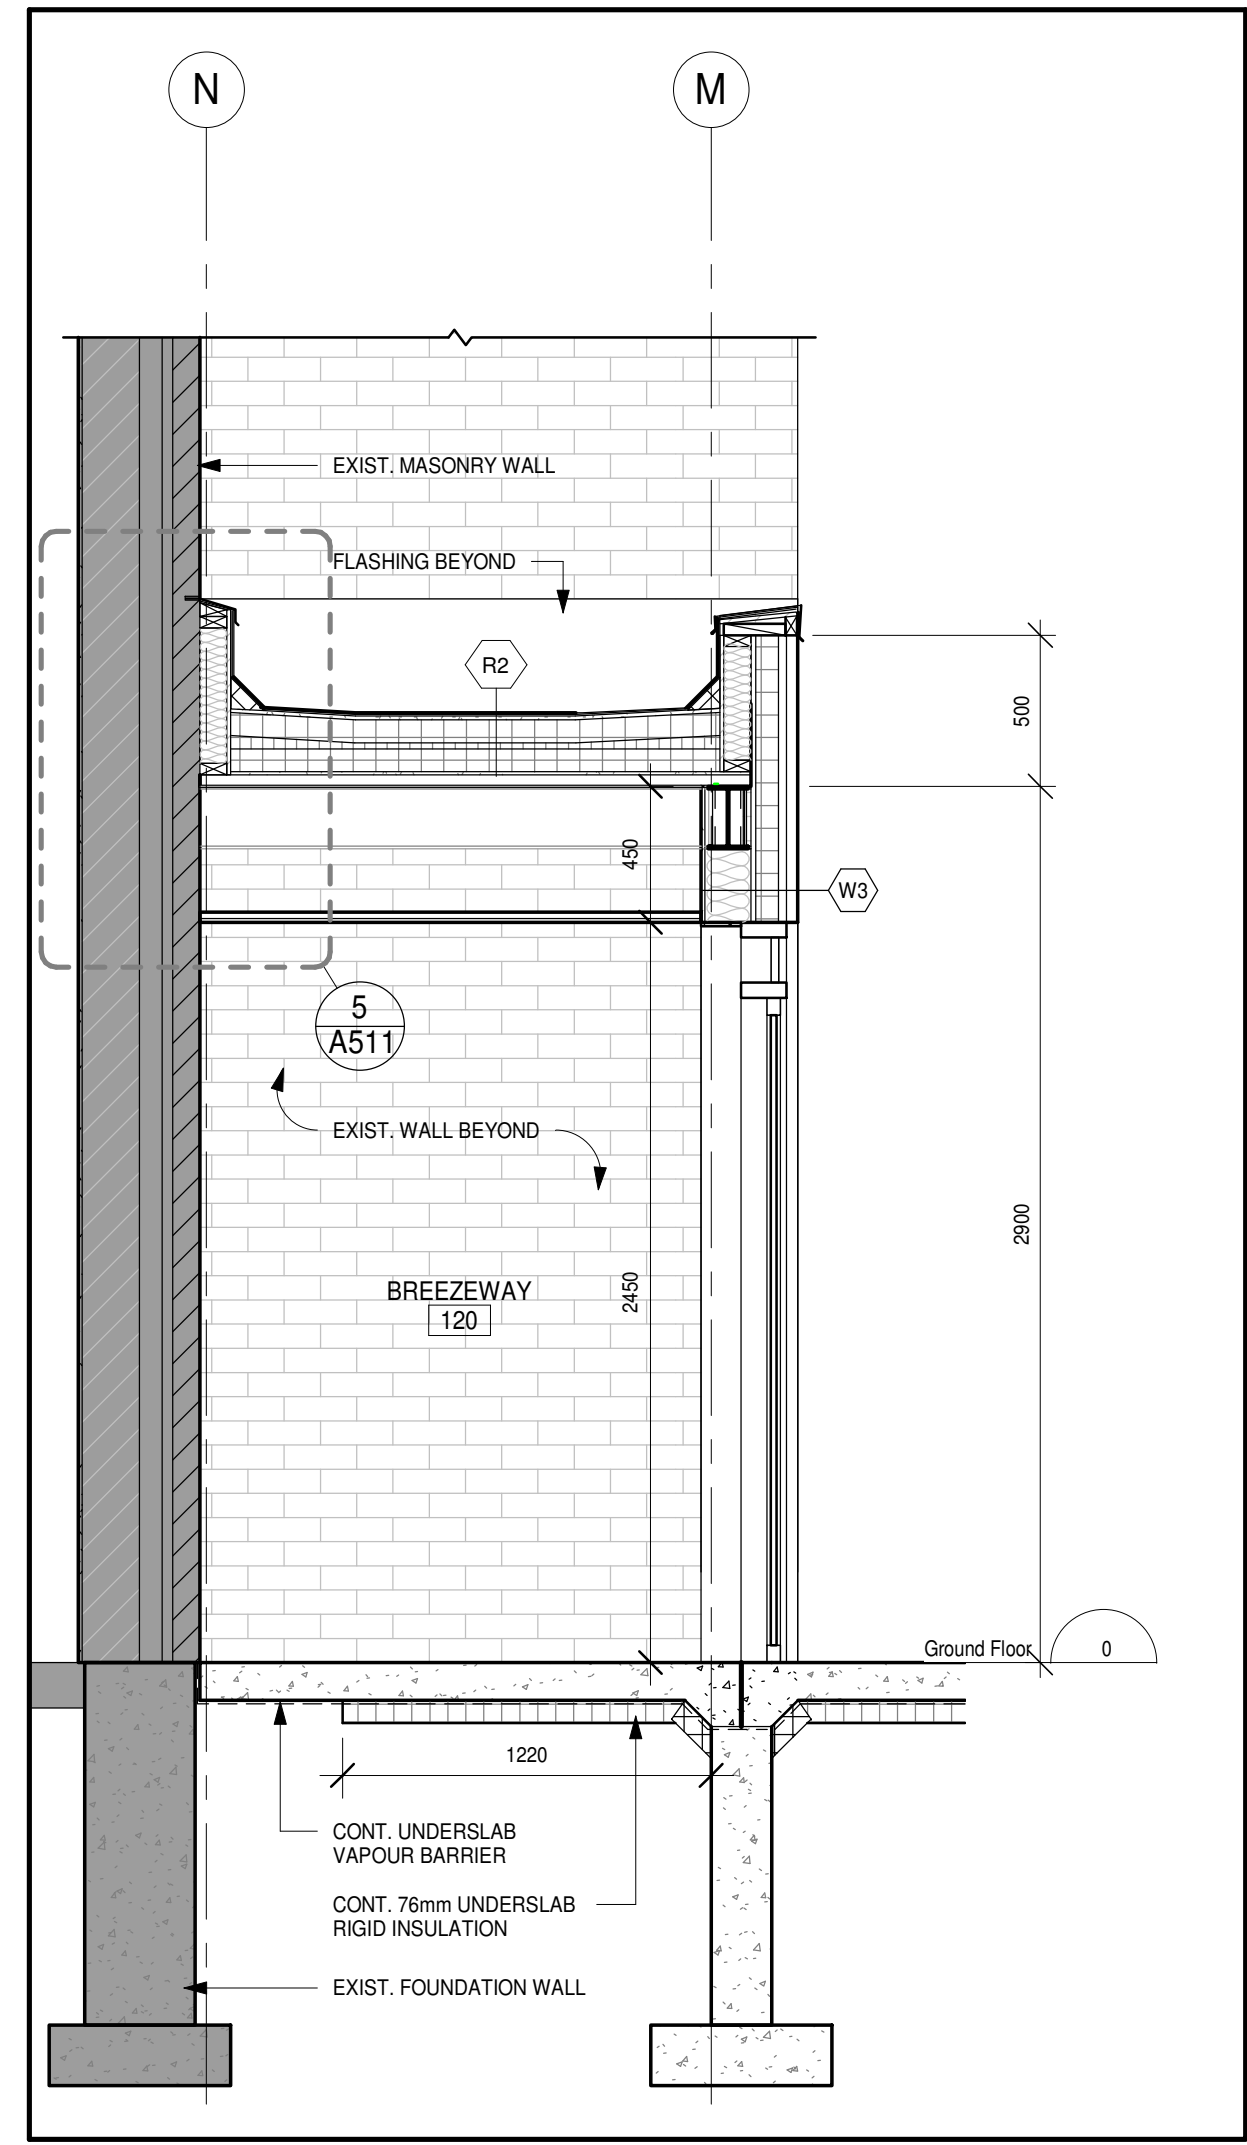 N
M
EXIST. MASONRY WALL
FLASHING BEYOND
R2
500
450
W3
5
A511
EXIST. WALL BEYOND
2900
BREEZEWAY
120
2450
Ground Floor
0
1220
CONT. UNDERSLAB
VAPOUR BARRIER
CONT. 76mm UNDERSLAB
RIGID INSULATION
EXIST. FOUNDATION WALL